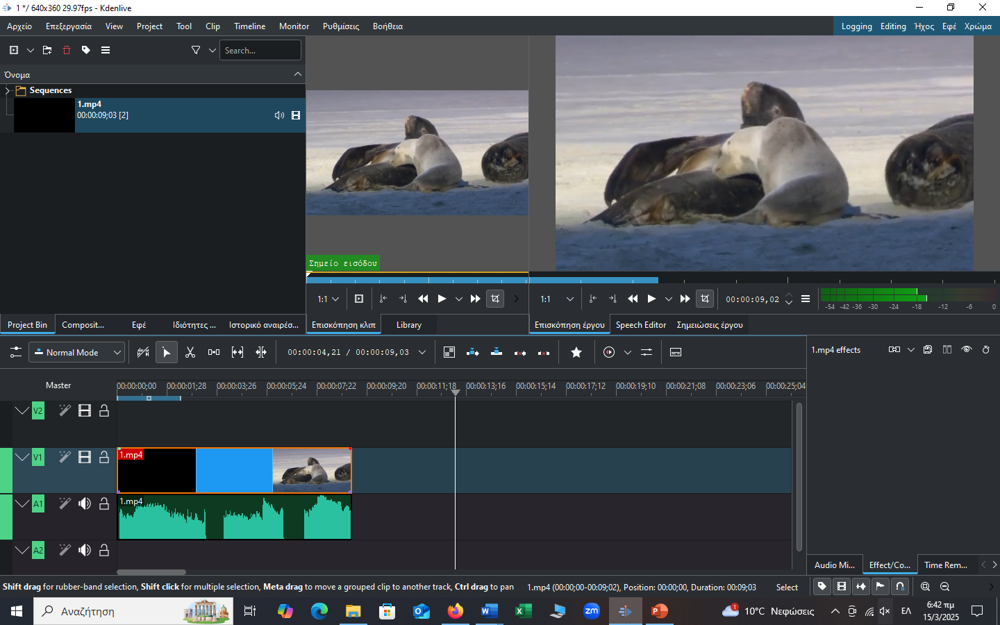 1 */ 640x360 29.97fps - Kdenlive
Αρχείο Επεξεργασία View Project Tool Clip Timeline Monitor Ρυθμίσεις Βοήθεια
Logging Editing Ήχος Εφέ Χρώμα
Search...
Όνομα
Sequences
1.mp4
00:00:09;03 [2]
Σημείο εισόδου
1:1
1:1
00:00:09,02
-54 -42 -36 -30 -24 -18 -12 -6 0
Project Bin Composit... Εφέ Ιδιότητες ... Ιστορικό αναιρέσ...
Επισκόπηση κλιπ Library
Επισκόπηση έργου Speech Editor Σημειώσεις έργου
Normal Mode
00:00:04,21 / 00:00:09,03
1.mp4 effects
Master
00:00:00;00 00:00:01;28 00:00:03;26 00:00:05;24 00:00:07;22 00:00:09;20 00:00:11;18 00:00:13;16 00:00:15;14 00:00:17;12 00:00:19;10 00:00:21;08 00:00:23;06 00:00:25;04
V2
V1
1.mp4
A1
1.mp4
A2
Audio Mi... Effect/Co... Time Rem...
Shift drag for rubber-band selection, Shift click for multiple selection, Meta drag to move a grouped clip to another track, Ctrl drag to pan
1.mp4 (00:00;00-00:09;02), Position: 00:00;00, Duration: 00:09;03
Select
Αναζήτηση
zm
1
10°C Νεφώσεις
ΕΛ
6:42 πμ
15/3/2025